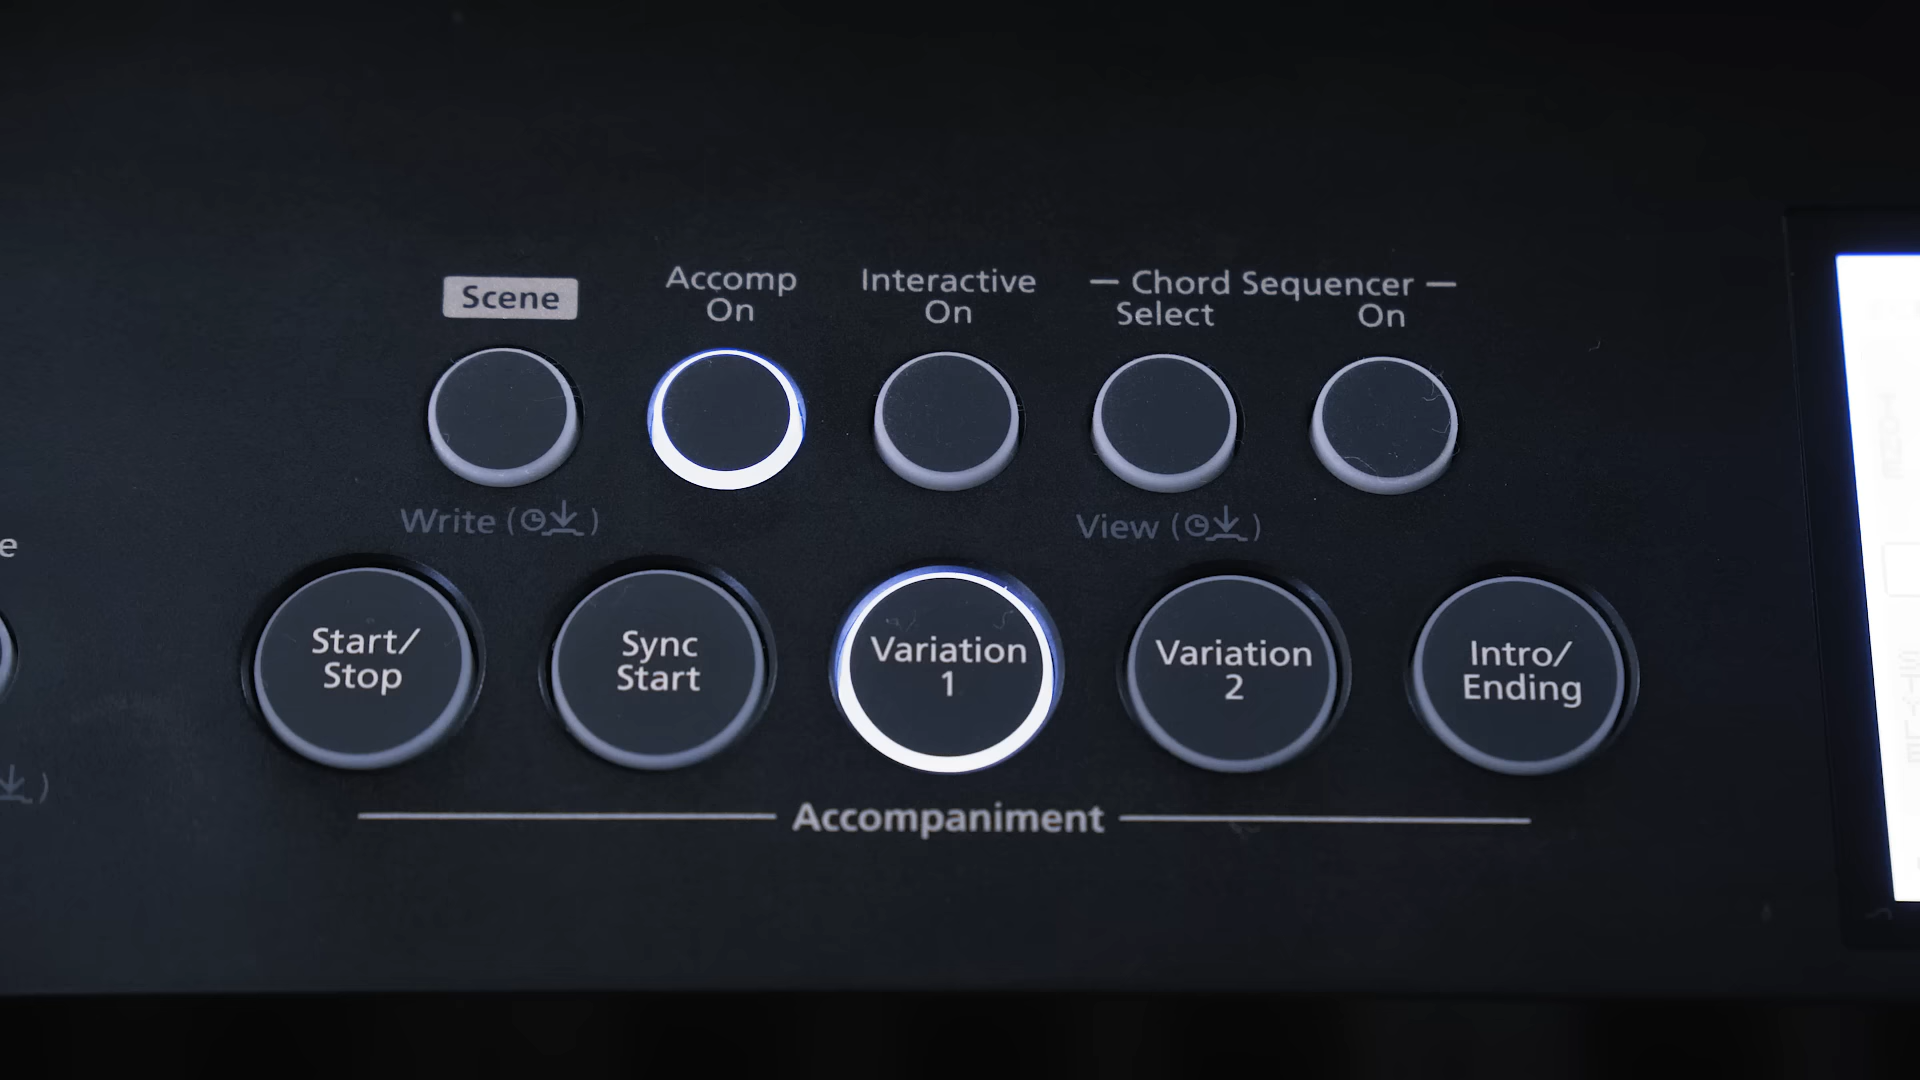 Scene
Accomp
On
Interactive
On
— Chord Sequencer —
Select
On
Write (
)
View (
)
e
Start/
Stop
Sync
Start
Variation
1
Variation
2
Intro/
Ending
)
Accompaniment